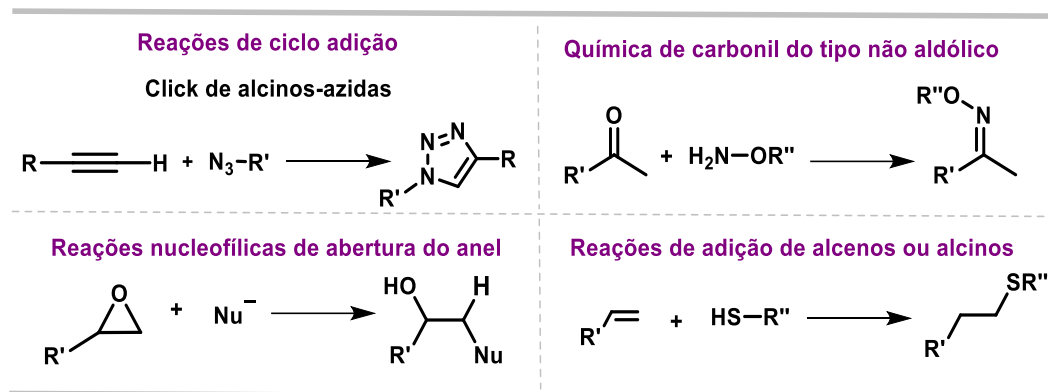 Reações de ciclo adição
Click de alcinos-azidas
R
H
+
N3-R'
N
N
N
R'
R
Química de carbonil do tipo não aldólico
O
R'
+
H2N-OR''
R''O
N
R'
Reações nucleofílicas de abertura do anel
O
R'
+
Nu−
HO
H
R'
Nu
Reações de adição de alcenos ou alcinos
R'
+
HS-R''
SR''
R'